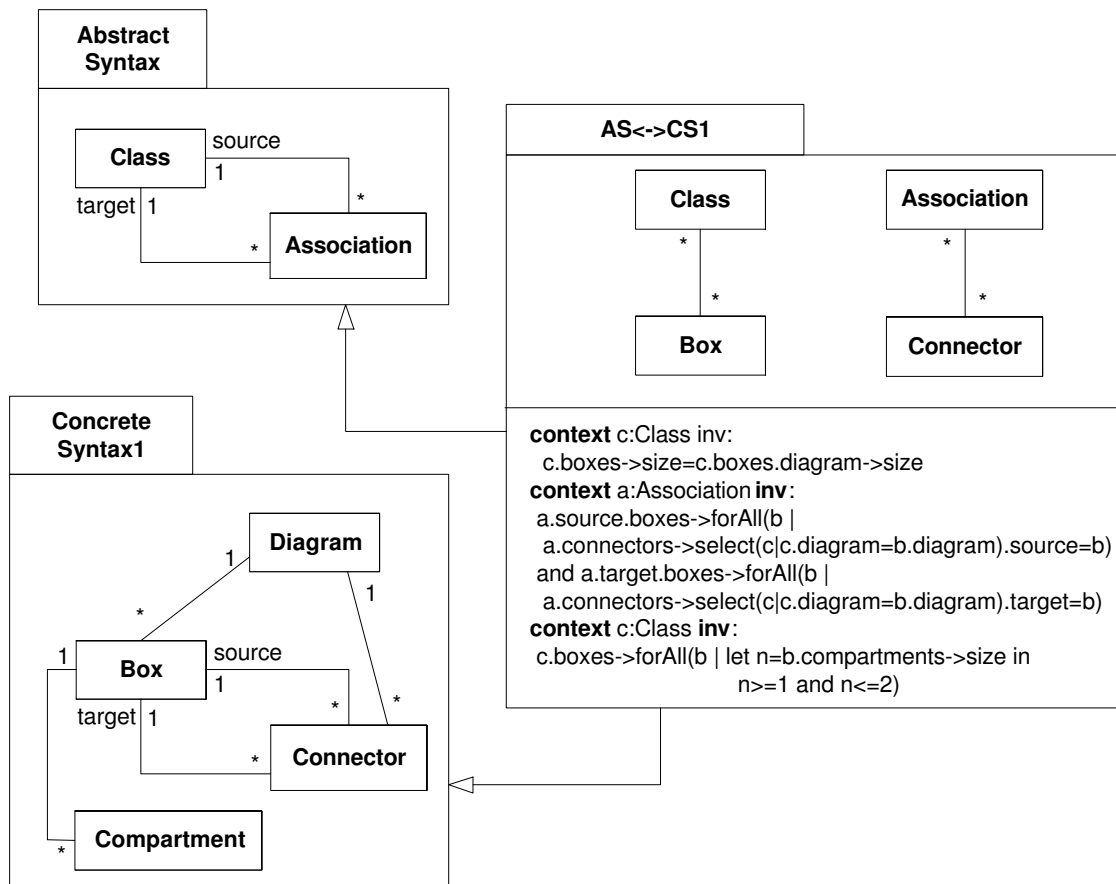 Abstract
Syntax
Class
source
1
*
target 1
*
Association
AS<->CS1
Class
*
*
Box
Association
*
*
Connector
context c:Class inv:
c.boxes->size=c.boxes.diagram->size
context a:Association inv:
a.source.boxes->forAll(b |
a.connectors->select(c|c.diagram=b.diagram).source=b)
and a.target.boxes->forAll(b |
a.connectors->select(c|c.diagram=b.diagram).target=b)
context c:Class inv:
c.boxes->forAll(b | let n=b.compartments->size in
n>=1 and n<=2)
Concrete
Syntax1
Diagram
1
1
*
1
Box
source
1
*
*
target 1
*
Connector
Compartment
*